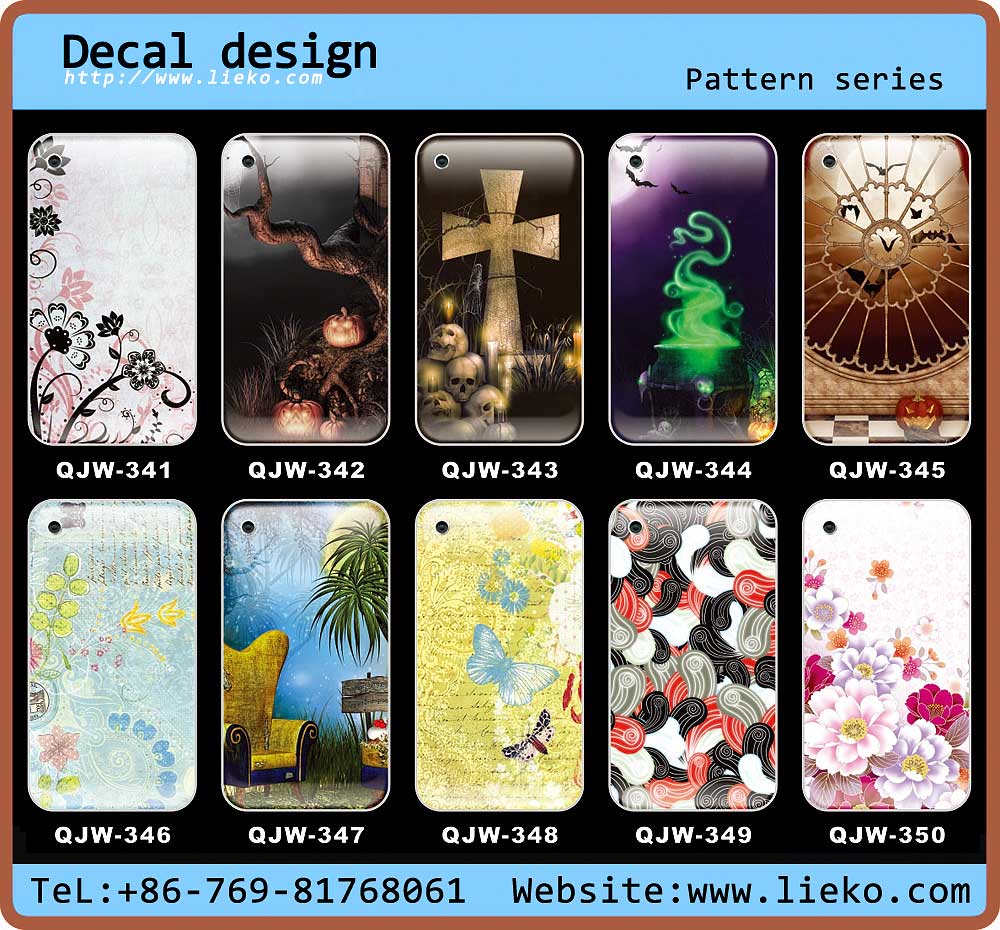 Decal design
http://www.lieko.com
Pattern series
QJW-341 QJW-342 QJW-343 QJW-344 QJW-345
QJW-346 QJW-347 QJW-348 QJW-349 QJW-350
TeL:+86-769-81768061 Website:www.lieko.com